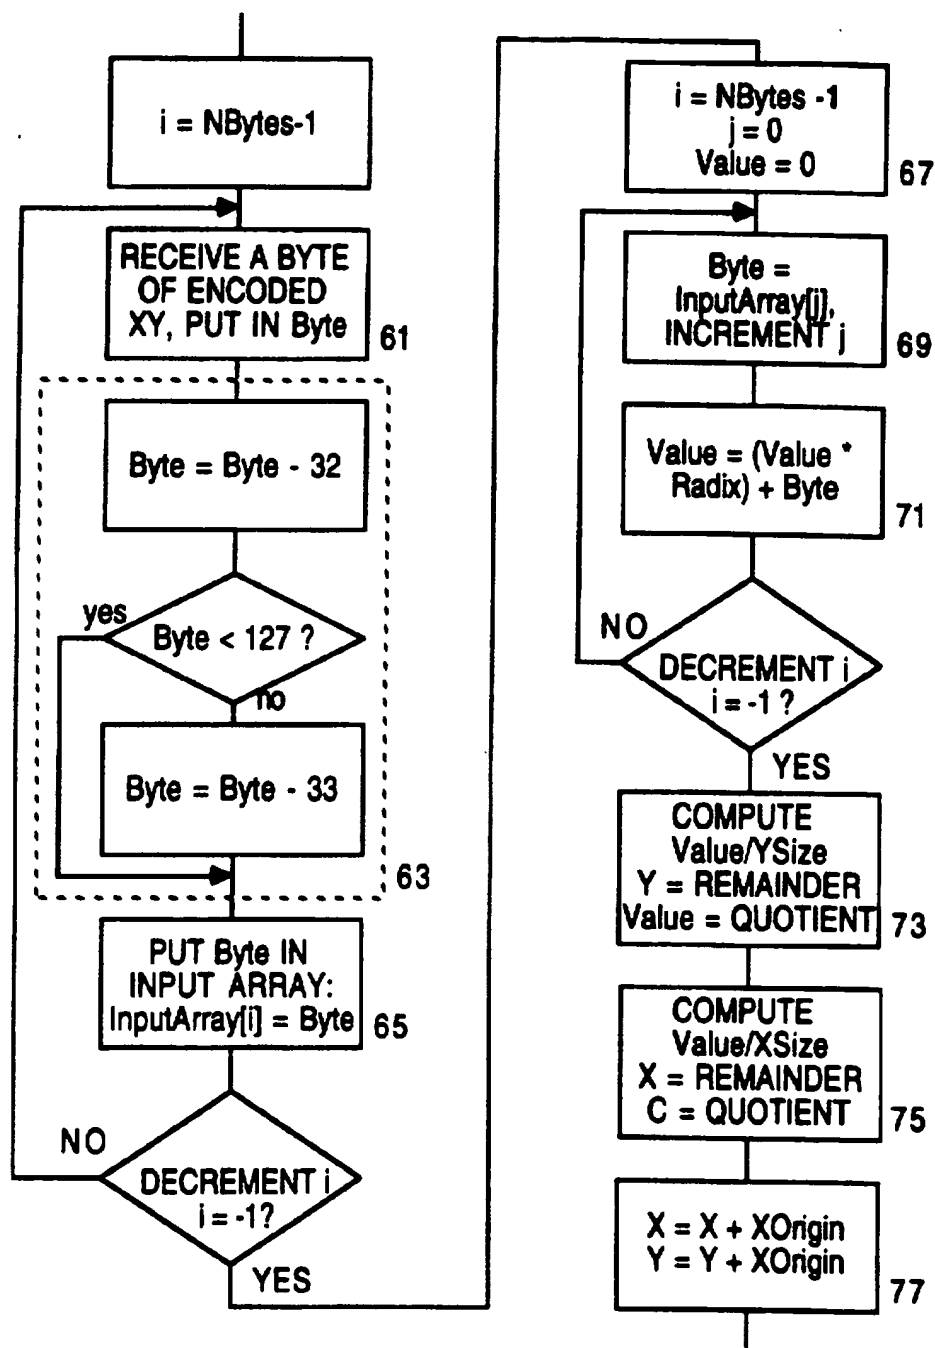 i = NBytes-1
RECEIVE A BYTE
OF ENCODED
XY, PUT IN Byte
61
Byte = Byte - 32
yes
Byte < 127 ?
no
Byte = Byte - 33
63
PUT Byte IN
INPUT ARRAY:
InputArray[i] = Byte
65
NO
DECREMENT i
i = -1?
YES
i = NBytes -1
j = 0
Value = 0
67
Byte =
InputArray[j],
INCREMENT j
69
Value = (Value *
Radix) + Byte
71
NO
DECREMENT i
i = -1 ?
YES
COMPUTE
Value/YSize
Y = REMAINDER
Value = QUOTIENT
73
COMPUTE
Value/XSize
X = REMAINDER
C = QUOTIENT
75
X = X + XOrigin
Y = Y + XOrigin
77